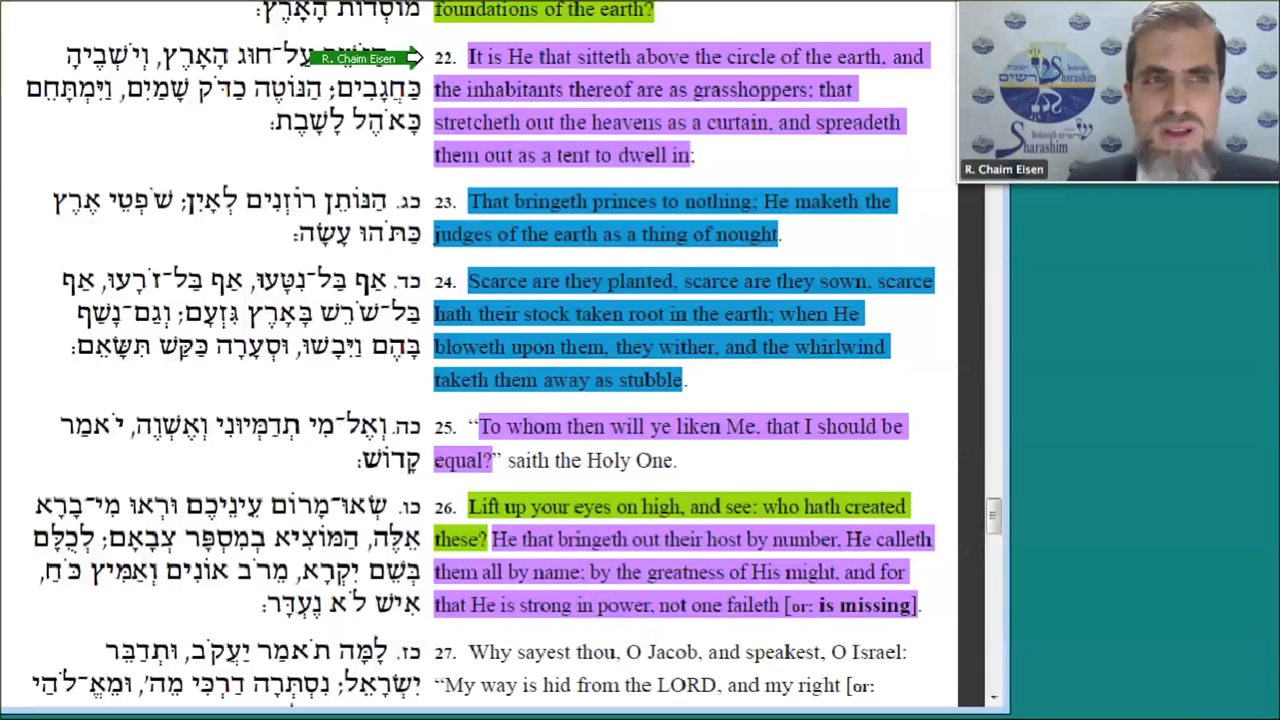 מוסדות הָאָרֶץ:
foundations of the earth?
עַל־חוּג הָאָרֶץ, וְיֹשְׁבֶיהָ
כַּחֲגָבִים; הַנּוֹטֶה כַדֹּק שָׁמַיִם, וַיִּמְתָּחֵם
כָּאֹהֶל לָשָׁבֶת:
R. Chaim Eisen
22. It is He that sitteth above the circle of the earth, and
the inhabitants thereof are as grasshoppers; that
stretcheth out the heavens as a curtain, and spreadeth
them out as a tent to dwell in;
כג. הַנּוֹתֵן רוֹזְנִים לְאָיִן; שֹׁפְטֵי אֶרֶץ
כַּתֹּהוּ עָשָׂה:
23. That bringeth princes to nothing; He maketh the
judges of the earth as a thing of nought.
כד. אַף בַּל־נִטָּעוּ, אַף בַּל־זֹרָעוּ, אַף
בַּל־שֹׁרֵשׁ בָּאָרֶץ גִּזְעָם; וְגַם־נָשַׁף
בָּהֶם וַיִּבָשׁוּ, וּסְעָרָה כַּקַּשׁ תִּשָּׂאֵם:
24. Scarce are they planted, scarce are they sown, scarce
hath their stock taken root in the earth; when He
bloweth upon them, they wither, and the whirlwind
taketh them away as stubble.
כה. וְאֶל־מִי תְדַמְּיוּנִי וְאֶשְׁוֶה, יֹאמַר
קָדוֹשׁ:
25. “To whom then will ye liken Me, that I should be
equal?” saith the Holy One.
כו. שְׂאוּ־מָרוֹם עֵינֵיכֶם וּרְאוּ מִי־בָרָא
אֵלֶּה, הַמּוֹצִיא בְמִסְפָּר צְבָאָם; לְכֻלָּם
בְּשֵׁם יִקְרָא, מֵרֹב אוֹנִים וְאַמִּיץ כֹּחַ,
אִישׁ לֹא נֶעְדָּר:
26. Lift up your eyes on high, and see: who hath created
these? He that bringeth out their host by number, He calleth
them all by name; by the greatness of His might, and for
that He is strong in power, not one faileth [or: is missing].
כז. לָמָּה תֹאמַר יַעֲקֹב, וּתְדַבֵּר
יִשְׂרָאֵל; נִסְתְּרָה דַרְכִּי מֵה', וּמֵאֱ־לֹהַי
27. Why sayest thou, O Jacob, and speakest, O Israel:
“My way is hid from the LORD, and my right [or:
שרשים
Sharashim
R. Chaim Eisen